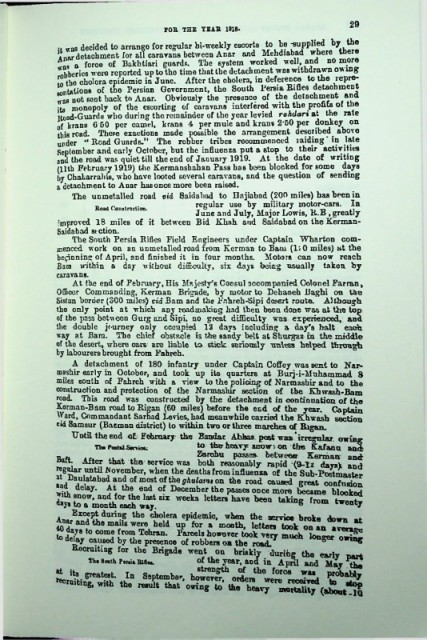 FOR THE YEAR 1918.
29
it was decided to arrange for regular bi-weekly escorts to be supplied by the
Anar detachment for all caravans between Anar and Mehdiabad where there
was a force of Bakhtiari guards. The system worked well, and no more
robberies were reported up to the time that the detachment was withdrawn owing
to the cholera epidemic in June. After the cholera, in deference to the repre-
sentations of the Persian Government, the South Persia Rifles detachment
was not sent back to Anar. Obviously the presence of the detachment and
its monopoly of the escorting of caravans interfered with the profits of the
Road-Guards who during the remainder of the year levied rahdari at the rate
of krans 6·50 per camel, krans 4 per mule and krans 2·50 per donkey on
this road. These exactions made possible the arrangement described above
under "Road Guards." The robber tribes recommenced raiding in late
September and early October, but the influenza put a stop to their activities
and the road was quiet till the end of January 1919. At the date of writing
(11th February 1919) the Kermanshahan Pass has been blocked for some days
by Chaharrahis, who have looted several caravans, and the question of sending
a detachment to Anar has once more been raised.
The unmetalled road viâ Saidabad to Hajiabad (200 miles) has been in
Road Construction.
regular use by military motor-cars. In
June and July, Major Lowis, R.E., greatly
improved 18 miles of it between Bid Khah and Saidabad on the Kerman-
Saidabad section.
The South Persia Rifles Field Engineers under Captain Wharton com-
menced work on an unmetalled road from Kerman to Bam (140 miles) at the
beginning of April, and finished it in four months. Motors can now reach
Bam within a day without difficulty, six days being usually taken by
caravans.
At the end of February, His Majesty's Consul accompanied Colonel Farran,
Officer Commanding, Kerman Brigade, by motor to Dehaneh Baghi on the
Sistan border (300 miles) viâ Bam and the Fahreh-Sipi desert route. Although
the only point at which any roadmaking had then been done was at the top
of the pass between Gurg and Sipi, no great difficulty was experienced, and
the double journey only occupied 12 days including a day's halt each
way at Bam. The chief obstacle is the sandy belt at Shurgaz in the middle
of the desert, where cars are liable to stick seriously unless helped through
by labourers brought from Fahreh.
A detachment of 180 infantry under Captain Coffey was sent to Nar-
mashir early in October, and took up its quarters at Burj-i-Muhammad 8
miles south of Fahreh with a view to the policing of Narmashir and to the
construction and protection of the Narmashir section of the Khwash-Bam
road. This road was constructed by the detachment in continuation of the
Kerman-Bam road to Rigan (60 miles) before the end of the year. Captain
Ward, Commandant Sarhad Levies, had meanwhile carried the Khwash section
viâ Samsur (Bazman district) to within two or three marches of Rigan.
Until the end of February the Bandar Abbas post was irregular owing
The Postal Service.
to the heavy snows on the Kafanu and
Zarchu passes between Kerman and
Baft. After that the service was both reasonably rapid (9-12 days) and
regular until November, when the deaths from influenza of the Sub-Postmaster
at Daulatabad and of most of the gholams on the road caused great confusion
and delay. At the end of December the passes once more became blocked
with snow, and for the last six weeks letters have been taking from twenty
days to a month each way.
Except during the cholera epidemic, when the service broke down at
Anar and the mails were held up for a month, letters took on an average
40 days to come from Tehran. Parcels however took very much longer owing
to delay caused by the presence of robbers on the road.
Recruiting for the Brigade went on briskly during the early part
The South Persia Rifles.
of the year, and in April and May the
strength of the force was probably
at its greatest. In September, however, orders were received to stop
recruiting, with the result that owing to the heavy mortality (about 10